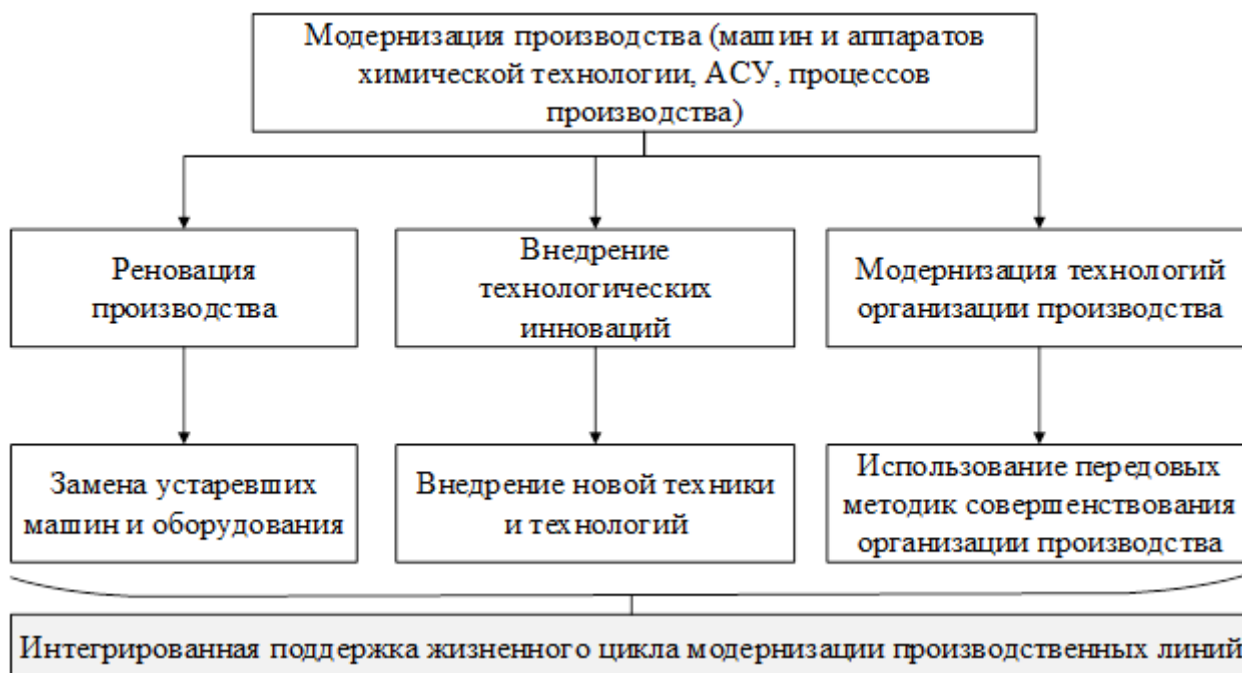 Модернизация производства (машин и аппаратов
химической технологии, АСУ, процессов
производства)
Реновация
производства
Внедрение
технологических
инноваций
Модернизация технологий
организации производства
Замена устаревших
машин и оборудования
Внедрение новой техники
и технологий
Использование передовых
методик совершенствования
организации производства
Интегрированная поддержка жизненного цикла модернизации производственных линий